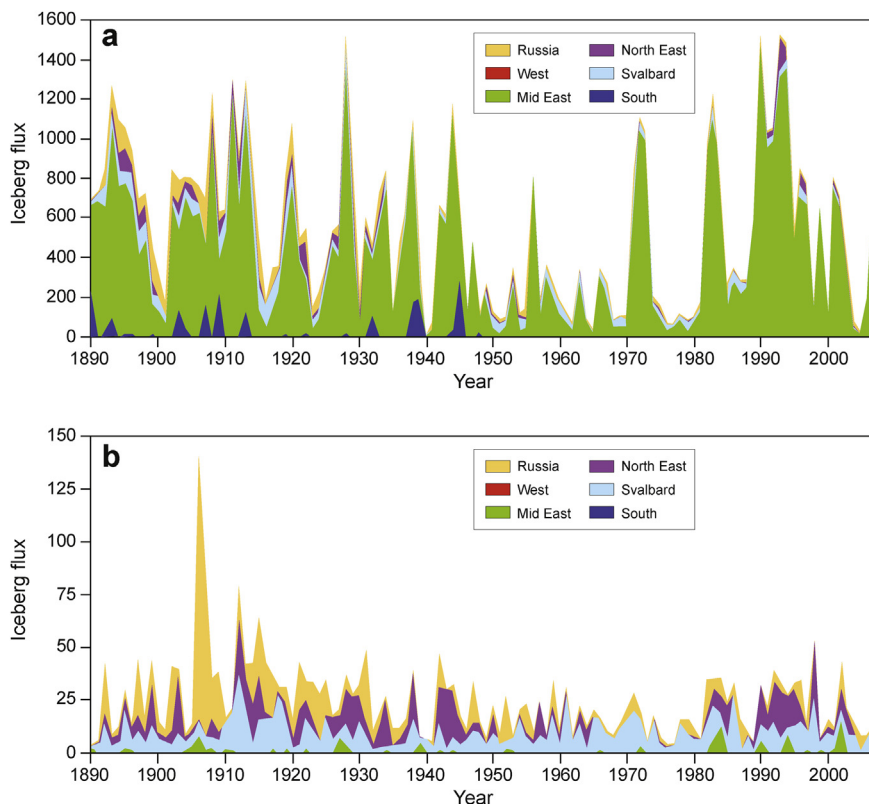 a
1600
1400
1200
1000
800
600
400
200
0
Iceberg flux
Russia North East
West Svalbard
Mid East South
1890 1900 1910 1920 1930 1940 1950 1960 1970 1980 1990 2000
Year
b
150
125
100
75
50
25
0
Iceberg flux
Russia North East
West Svalbard
Mid East South
1890 1900 1910 1920 1930 1940 1950 1960 1970 1980 1990 2000
Year